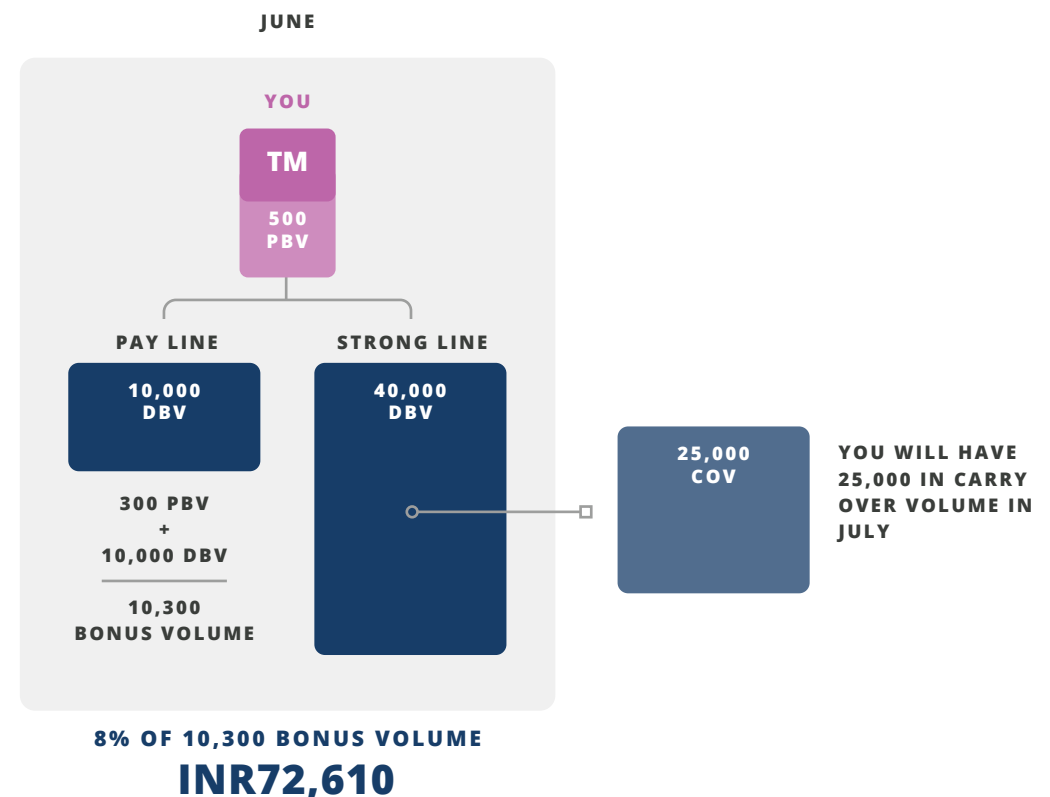 JUNE
YOU
TM
500
PBV
PAY LINE
STRONG LINE
10,000
DBV
40,000
DBV
25,000
COV
YOU WILL HAVE
25,000 IN CARRY
OVER VOLUME IN
JULY
300 PBV
+
10,000 DBV
10,300
BONUS VOLUME
8% OF 10,300 BONUS VOLUME
INR72,610